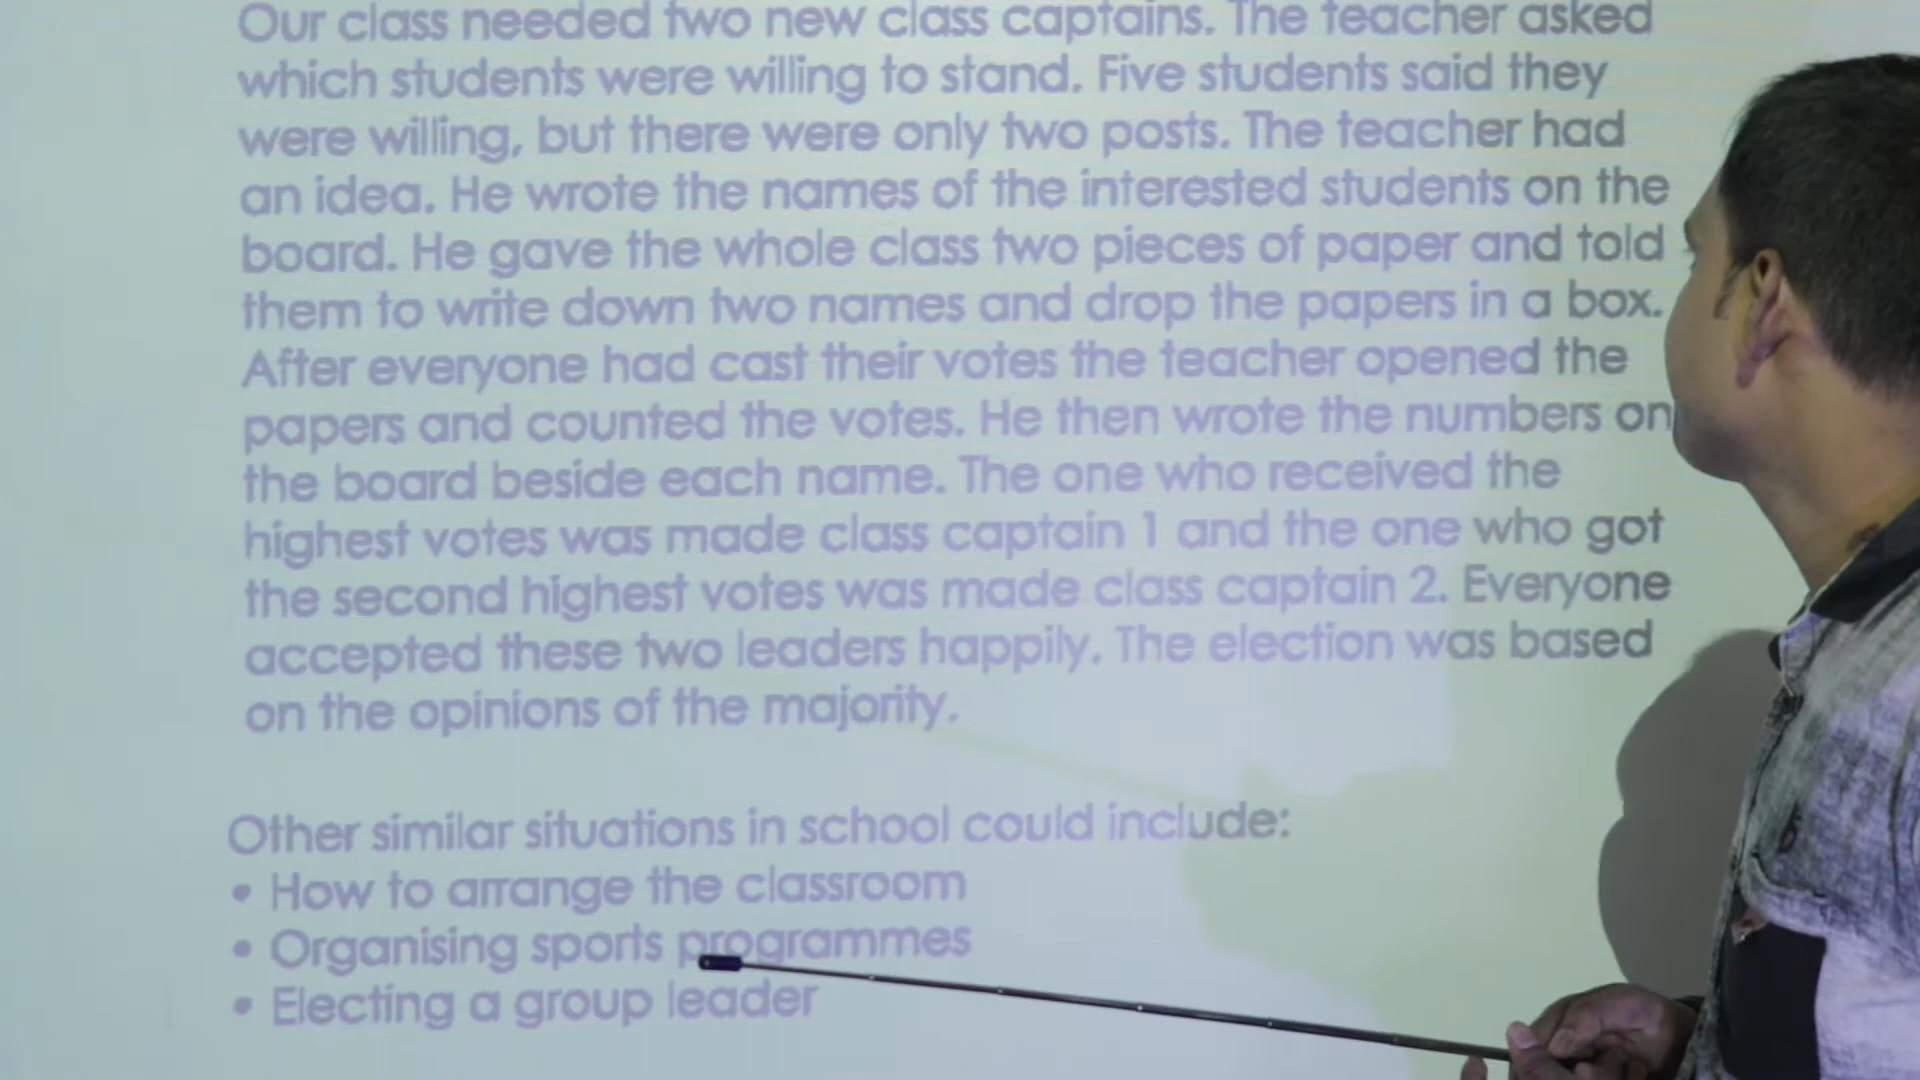 Our class needed two new class captains. The teacher asked
which students were willing to stand. Five students said they
were willing, but there were only two posts. The teacher had
an idea. He wrote the names of the interested students on the
board. He gave the whole class two pieces of paper and told
them to write down two names and drop the papers in a box.
After everyone had cast their votes the teacher opened the
papers and counted the votes. He then wrote the numbers on
the board beside each name. The one who received the
highest votes was made class captain 1 and the one who got
the second highest votes was made class captain 2. Everyone
accepted these two leaders happily. The election was based
on the opinions of the majority.
Other similar situations in school could include:
• How to arrange the classroom
• Organising sports programmes
• Electing a group leader